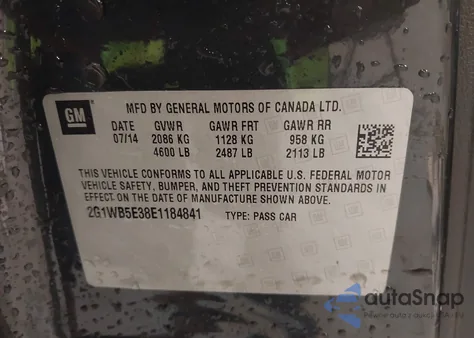 MFD BY GENERAL MOTORS OF CANADA LTD.
GM
DATE GVWR GAWR FRT GAWR RR
07/14 2086 KG 1128 KG 958 KG
4600 LB 2487 LB 2113 LB
THIS VEHICLE CONFORMS TO ALL APPLICABLE U.S. FEDERAL MOTOR
VEHICLE SAFETY, BUMPER, AND THEFT PREVENTION STANDARDS IN
EFFECT ON THE DATE OF MANUFACTURE SHOWN ABOVE.
2G1WB5E38E1184841 TYPE: PASS CAR
autoSnap